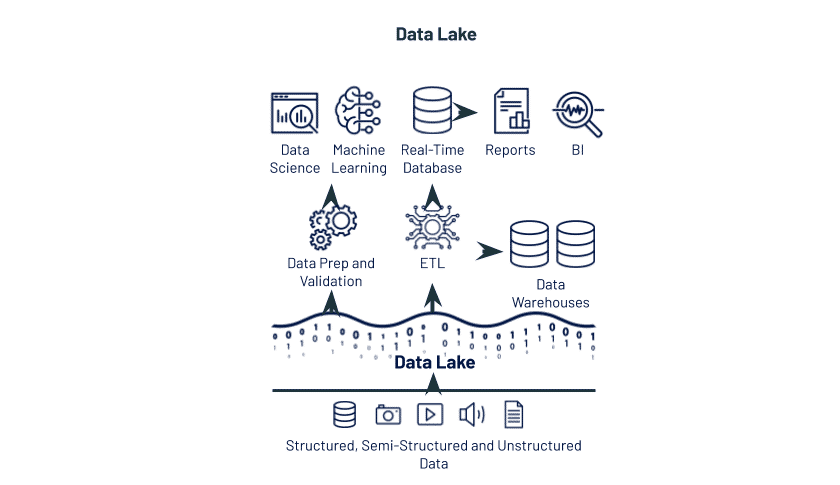 Data Lake
Data
Science
Machine
Learning
Real-Time
Database
Reports
BI
Data Prep and
Validation
ETL
Data
Warehouses
Data Lake
Structured, Semi-Structured and Unstructured
Data